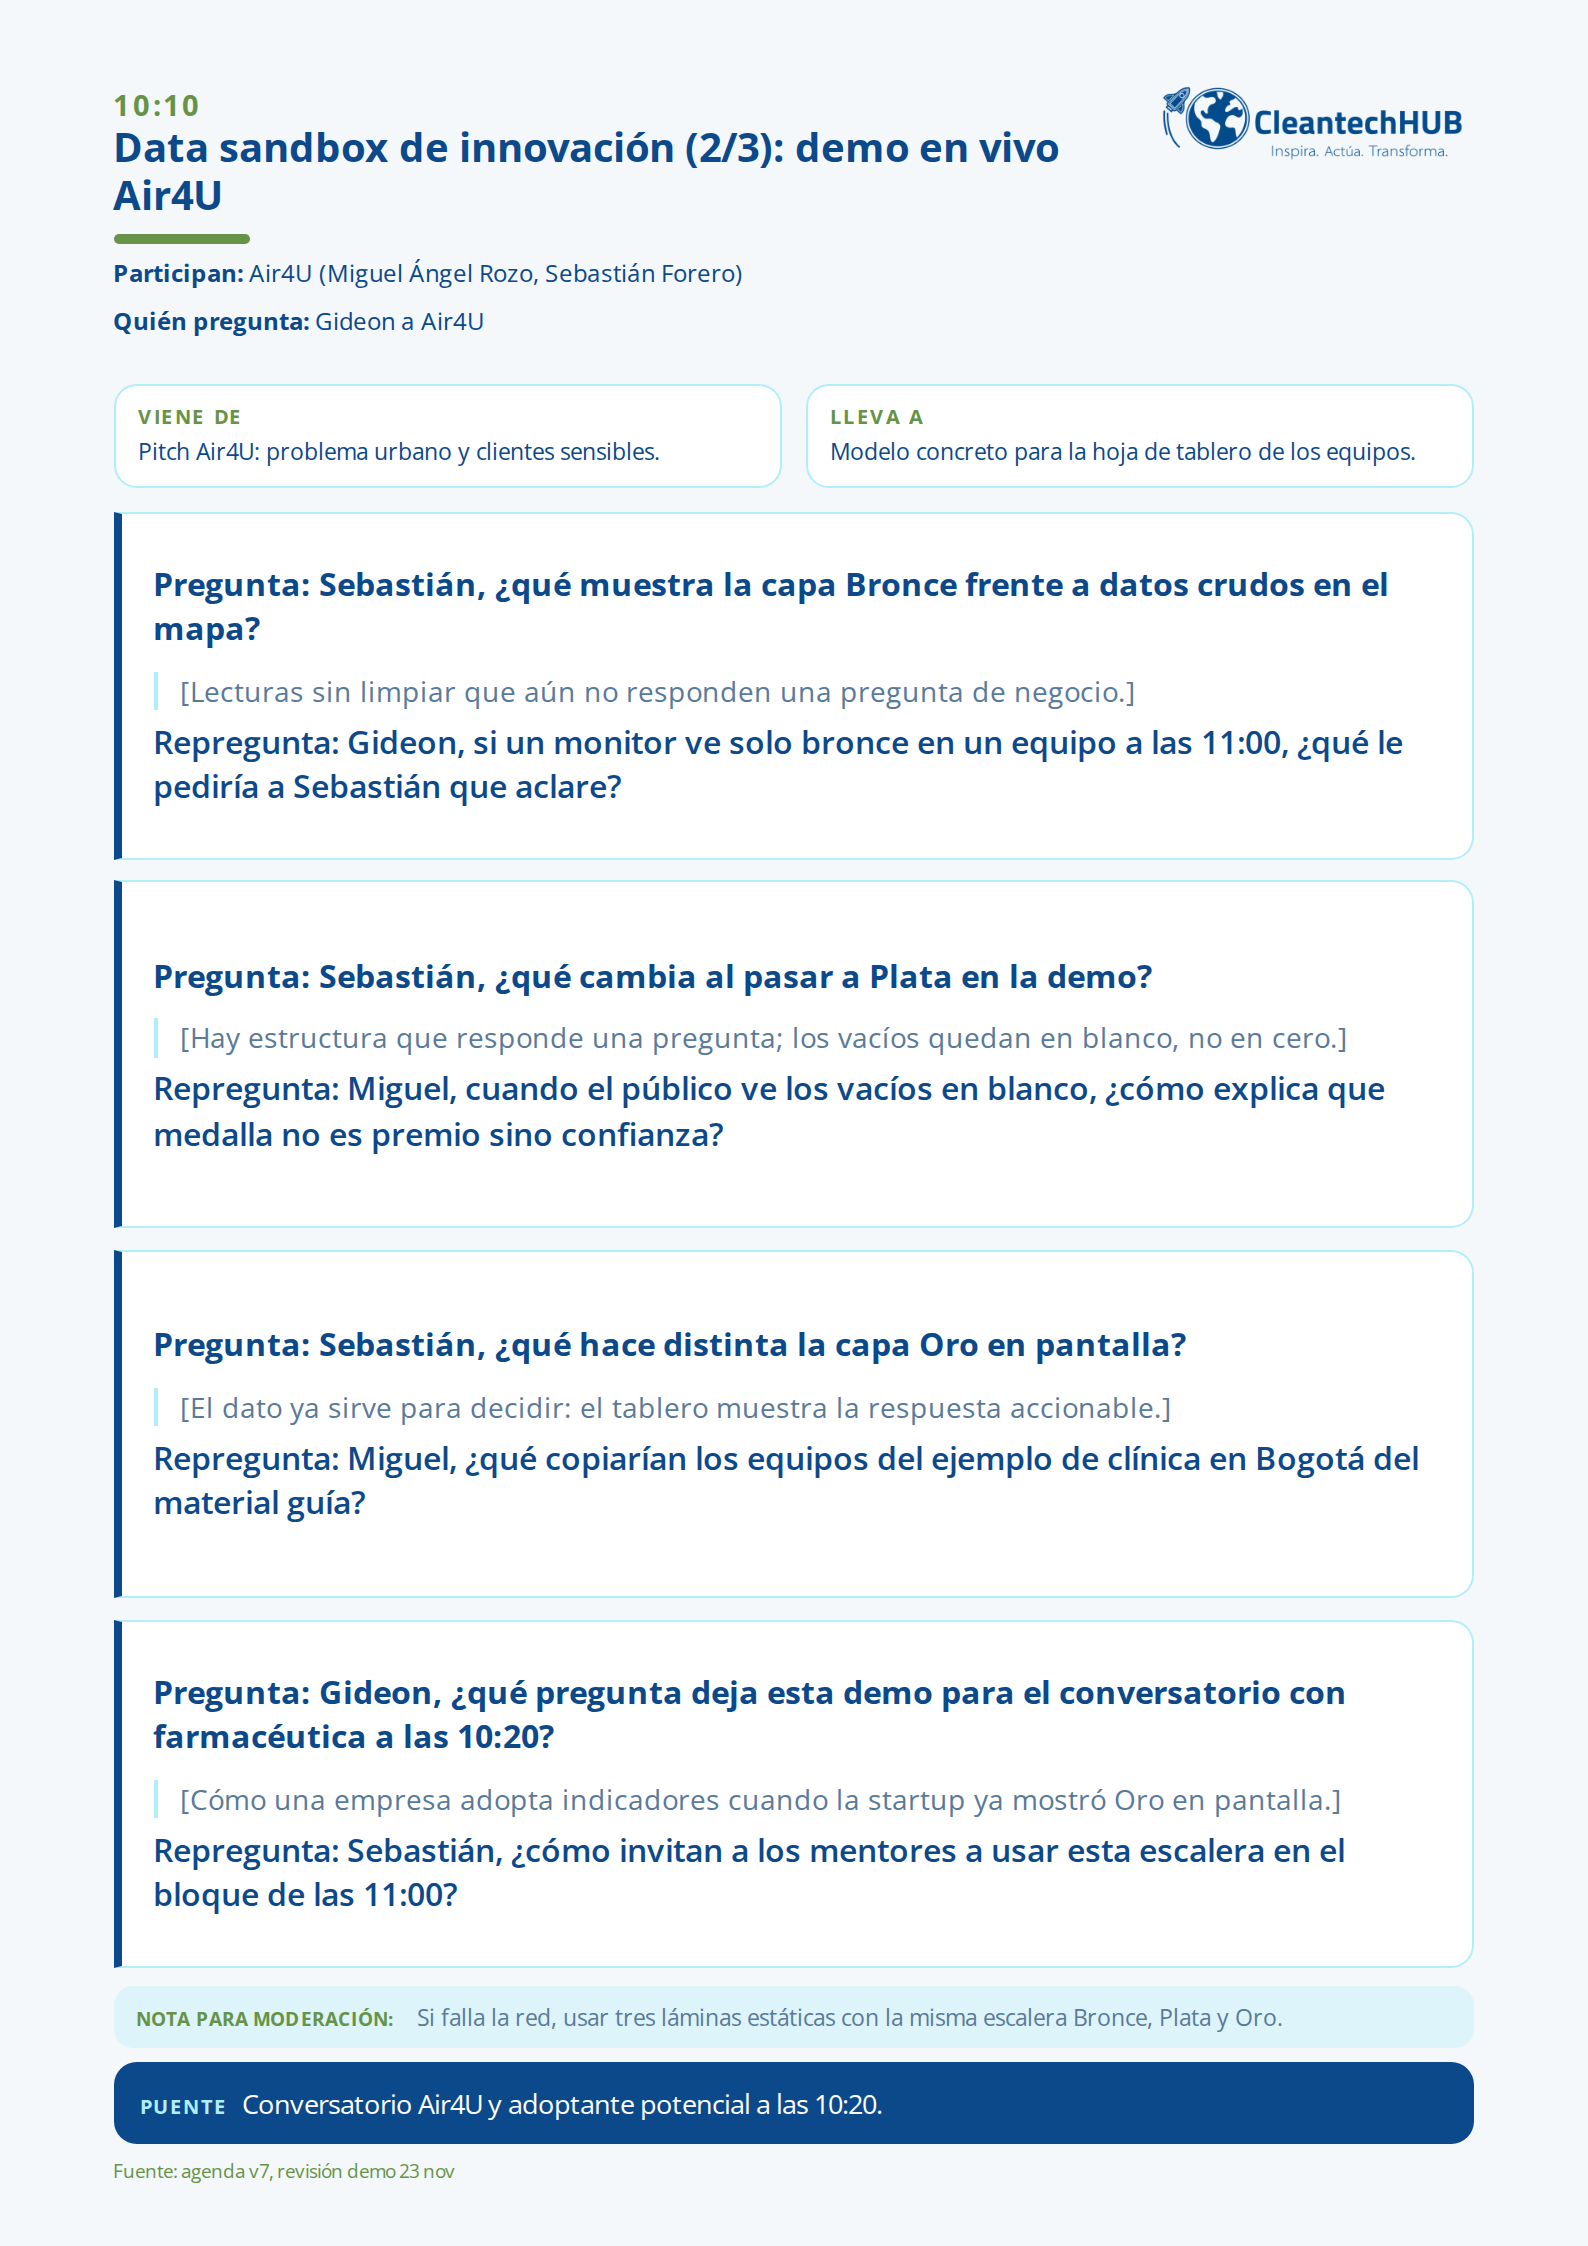 10:10
Data sandbox de innovación (2/3): demo en vivo
Air4U
CleantechHUB
Inspira. Actúa. Transforma.
Participan: Air4U (Miguel Ángel Rozo, Sebastián Forero)
Quién pregunta: Gideon a Air4U
VIENE DE
Pitch Air4U: problema urbano y clientes sensibles.
LLEVA A
Modelo concreto para la hoja de tablero de los equipos.
Pregunta: Sebastián, ¿qué muestra la capa Bronce frente a datos crudos en el
mapa?
[Lecturas sin limpiar que aún no responden una pregunta de negocio.]
Repregunta: Gideon, si un monitor ve solo bronce en un equipo a las 11:00, ¿qué le
pediría a Sebastián que aclare?
Pregunta: Sebastián, ¿qué cambia al pasar a Plata en la demo?
[Hay estructura que responde una pregunta; los vacíos quedan en blanco, no en cero.]
Repregunta: Miguel, cuando el público ve los vacíos en blanco, ¿cómo explica que
medalla no es premio sino confianza?
Pregunta: Sebastián, ¿qué hace distinta la capa Oro en pantalla?
[El dato ya sirve para decidir: el tablero muestra la respuesta accionable.]
Repregunta: Miguel, ¿qué copiarían los equipos del ejemplo de clínica en Bogotá del
material guía?
Pregunta: Gideon, ¿qué pregunta deja esta demo para el conversatorio con
farmacéutica a las 10:20?
[Cómo una empresa adopta indicadores cuando la startup ya mostró Oro en pantalla.]
Repregunta: Sebastián, ¿cómo invitan a los mentores a usar esta escalera en el
bloque de las 11:00?
NOTA PARA MODERACIÓN: Si falla la red, usar tres láminas estáticas con la misma escalera Bronce, Plata y Oro.
PUENTE Conversatorio Air4U y adoptante potencial a las 10:20.
Fuente: agenda v7, revisión demo 23 nov